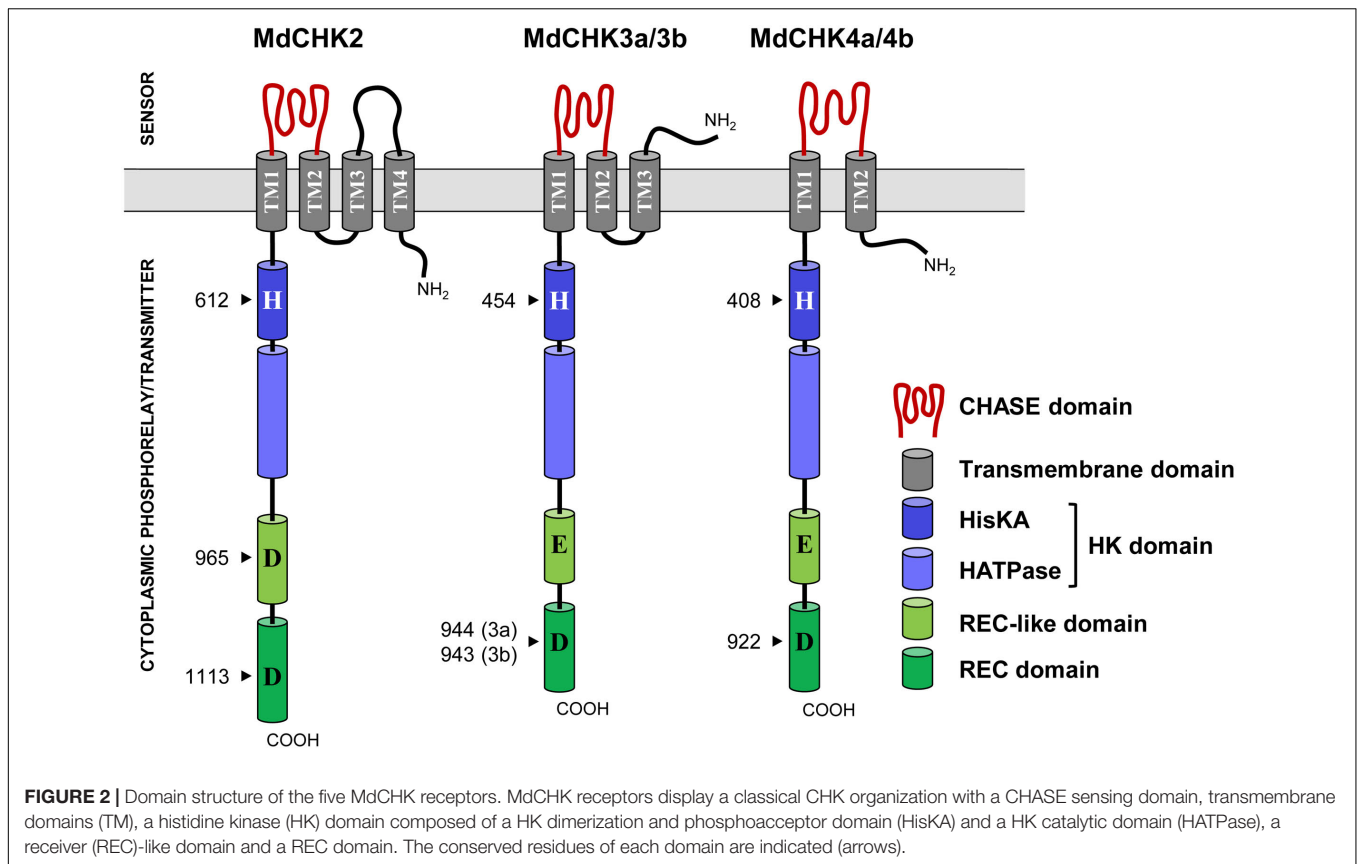 MdCHK2
MdCHK3a/3b
MdCHK4a/4b
SENSOR
CYTOPLASMIC PHOSPHORELAY/TRANSMITTER
TM1
TM2
TM3
TM4
NH2
612
H
965
D
1113
D
COOH
TM1
TM2
TM3
NH2
454
H
E
944 (3a)
943 (3b)
D
COOH
TM1
TM2
NH2
408
H
E
922
D
COOH
CHASE domain
Transmembrane domain
HisKA
HATPase
HK domain
REC-like domain
REC domain
FIGURE 2 | Domain structure of the five MdCHK receptors. MdCHK receptors display a classical CHK organization with a CHASE sensing domain, transmembrane
domains (TM), a histidine kinase (HK) domain composed of a HK dimerization and phosphoacceptor domain (HisKA) and a HK catalytic domain (HATPase), a
receiver (REC)-like domain and a REC domain. The conserved residues of each domain are indicated (arrows).